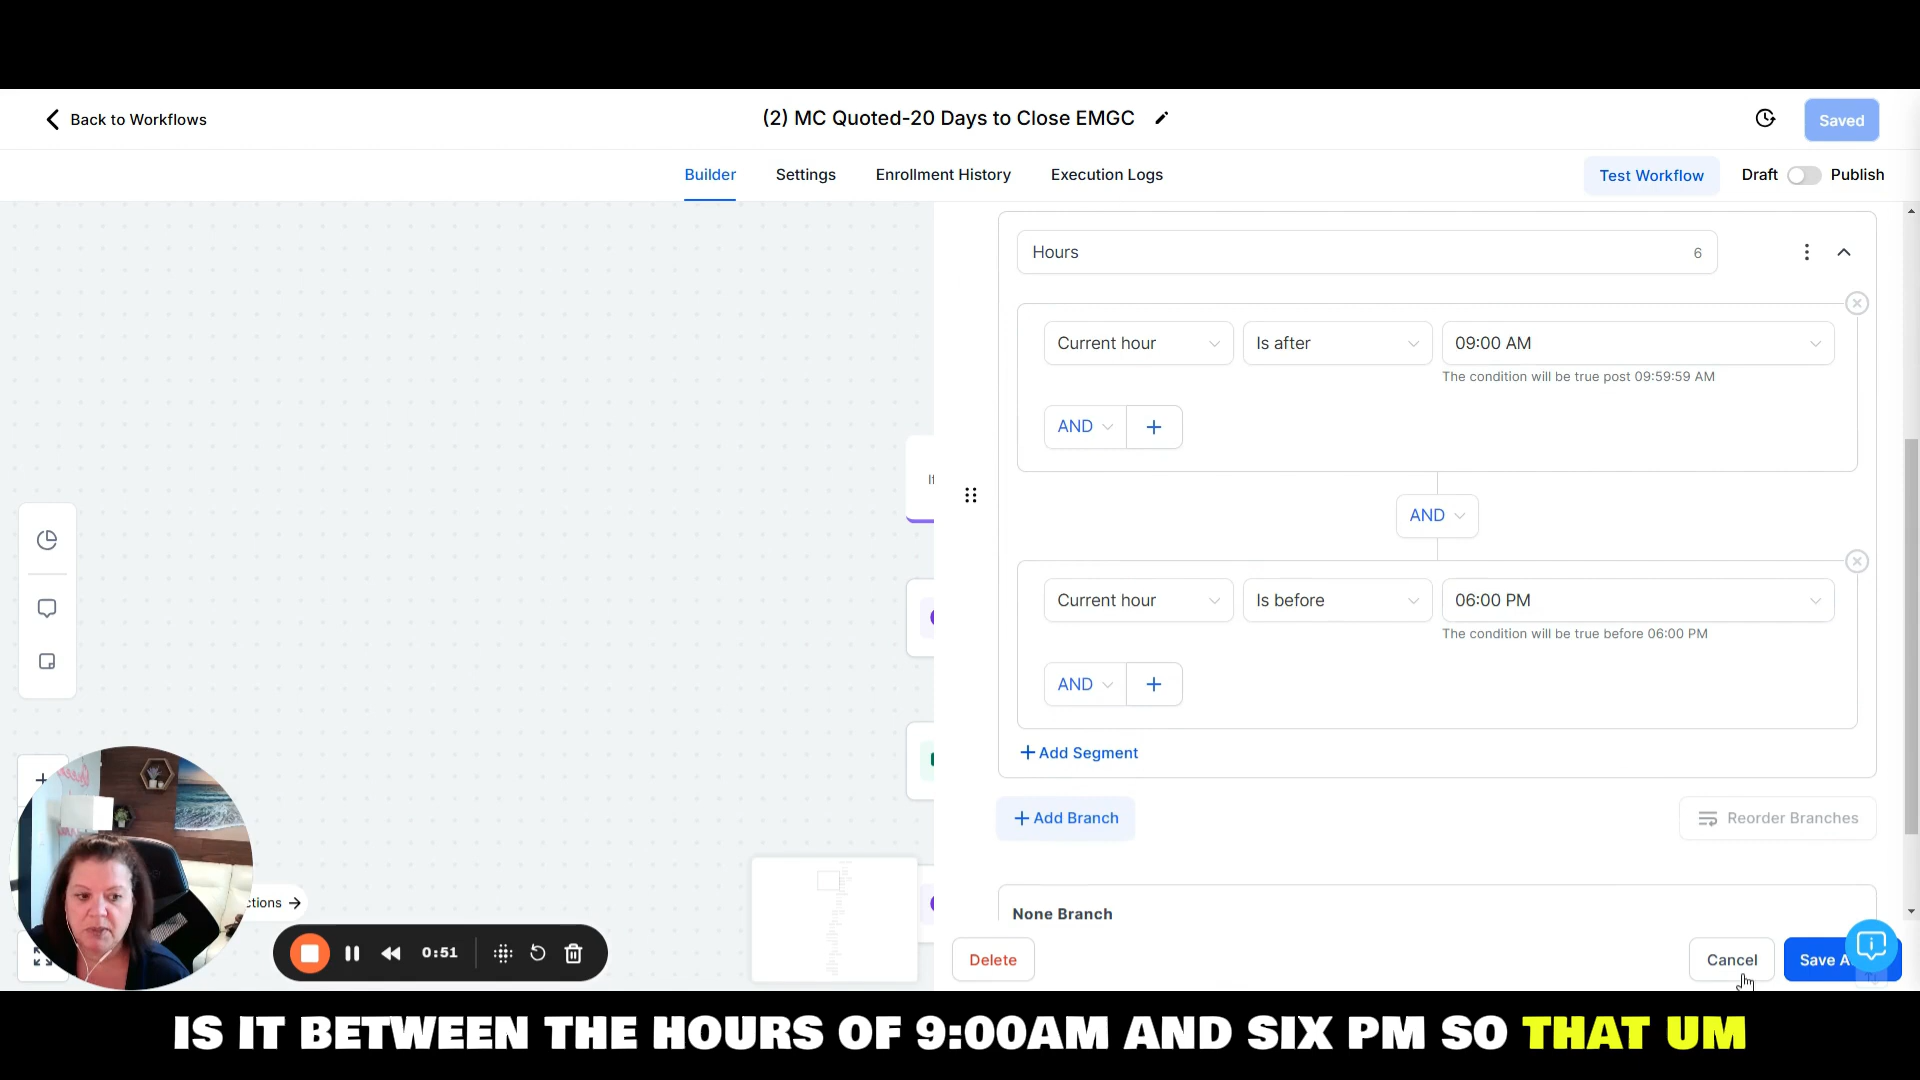 Back to Workflows
(2) MC Quoted-20 Days to Close EMGC
Saved
Builder
Settings
Enrollment History
Execution Logs
Test Workflow
Draft
Publish
Hours
6
Current hour
Is after
09:00 AM
The condition will be true post 09:59:59 AM
AND
+
AND
Current hour
Is before
06:00 PM
The condition will be true before 06:00 PM
AND
+
+ Add Segment
+ Add Branch
Reorder Branches
None Branch
ctions →
0:51
Delete
Cancel
Save A
IS IT BETWEEN THE HOURS OF 9:00AM AND SIX PM SO THAT UM